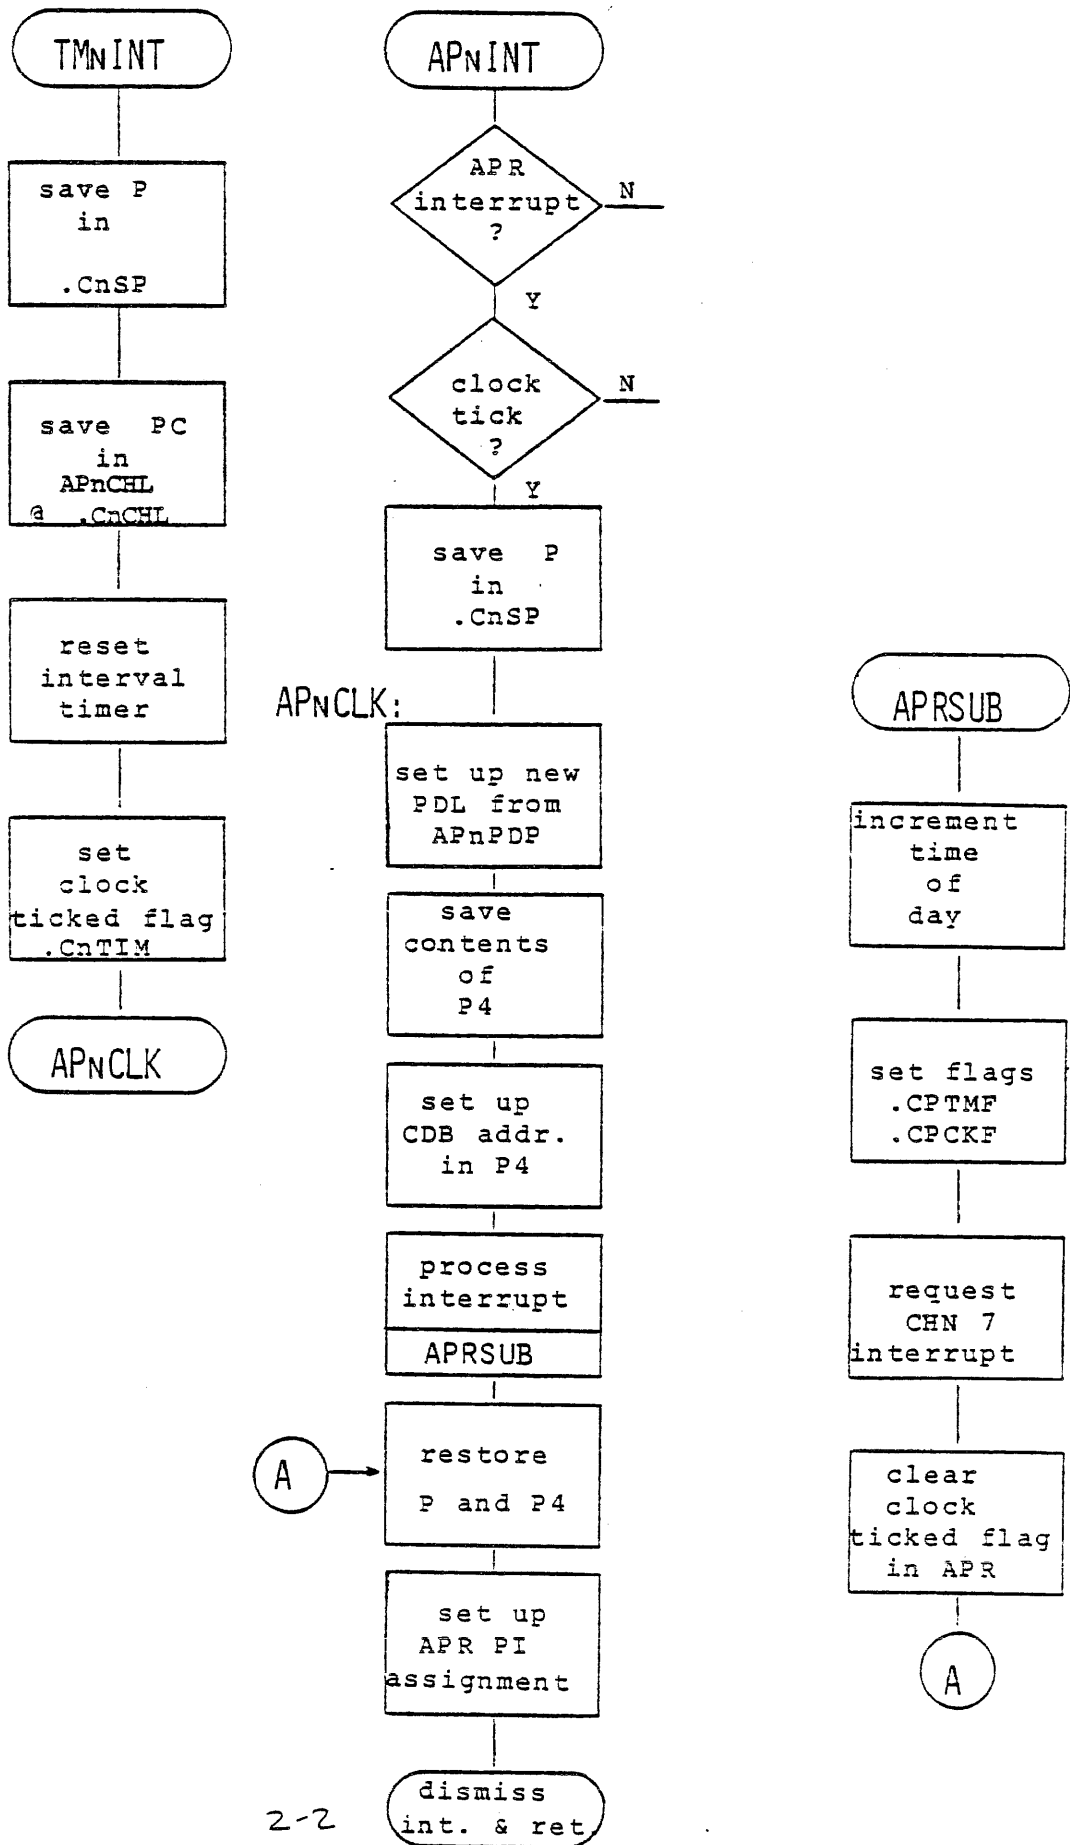 TMnINT
save P
in
.CnSP
save PC
in
APnCHL
@ .CnCHL
reset
interval
timer
set
clock
ticked flag
.CnTIM
APnCLK
APnINT
APR
interrupt
?
N
Y
clock
tick
?
N
Y
save P
in
.CnSP
APnCLK:
set up new
PDL from
APnPDP
save
contents
of
P4
set up
CDB addr.
in P4
process
interrupt
APRSUB
A
restore
P and P4
set up
APR PI
assignment
dismiss
int. & ret.
APRSUB
increment
time
of
day
set flags
.CPTMF
.CPCKF
request
CHN 7
interrupt
clear
clock
ticked flag
in APR
A
2-2